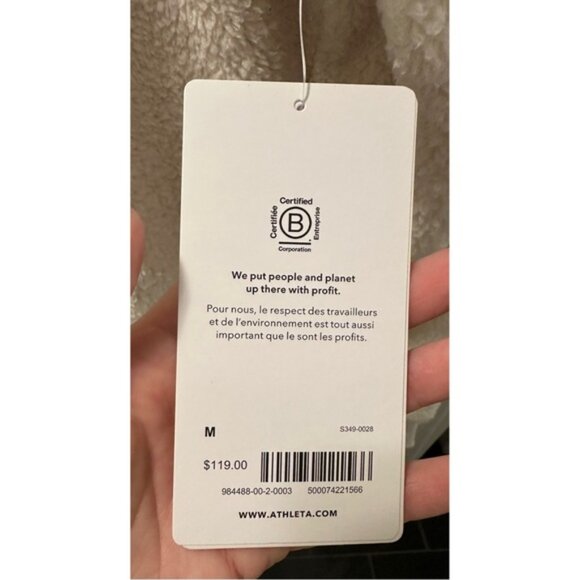 Certified
Certifiée
B
Entreprise
Corporation
We put people and planet
up there with profit.
Pour nous, le respect des travailleurs
et de l'environnement est tout aussi
important que le sont les profits.
M
S349-0028
$119.00
984488-00-2-0003 500074221566
WWW.ATHLETA.COM